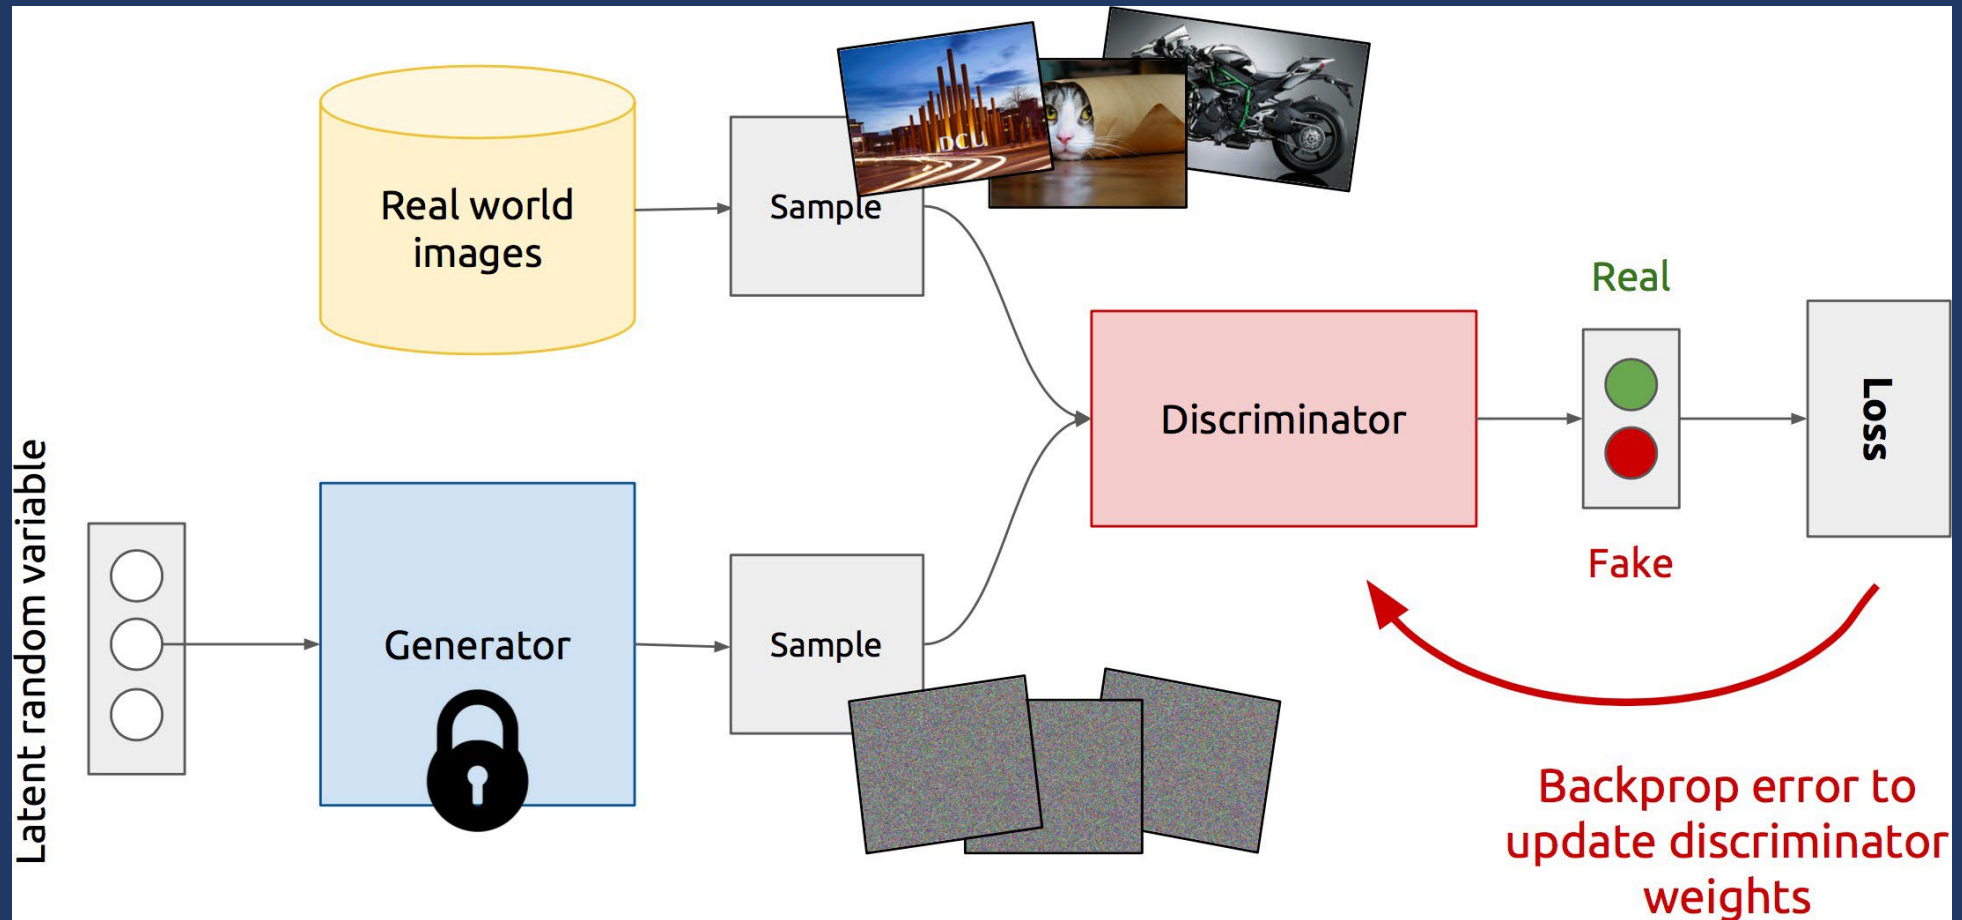 Real world
images
Sample
DCU
Real
Discriminator
Loss
Fake
Latent random variable
Generator
Sample
Backprop error to
update discriminator
weights